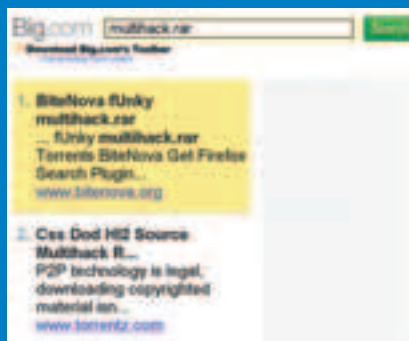 Big.com multihack.rar Search
Download Big.com's Toolbar
1. BiteNova fUnky
multihack.rar
... fUnky multihack.rar
Torrents BiteNova Get Firefox
Search Plugin...
www.bitenova.org
2. Css Dod Hl2 Source
Multihack R...
P2P technology is legal,
downloading copyrighted
material isn...
www.torrentz.com